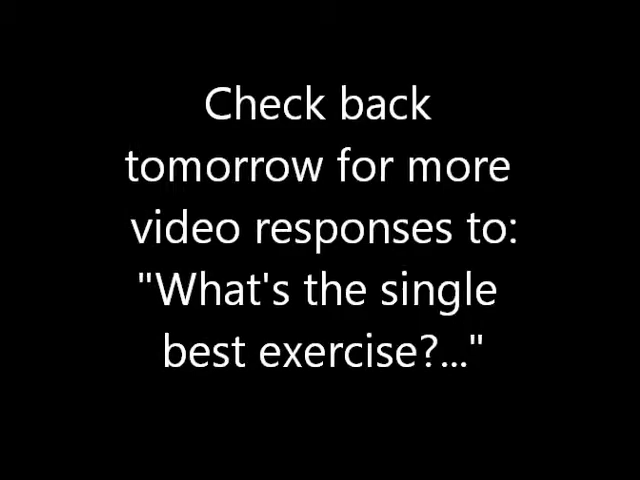 Check back
tomorrow for more
video responses to:
"What's the single
best exercise?..."